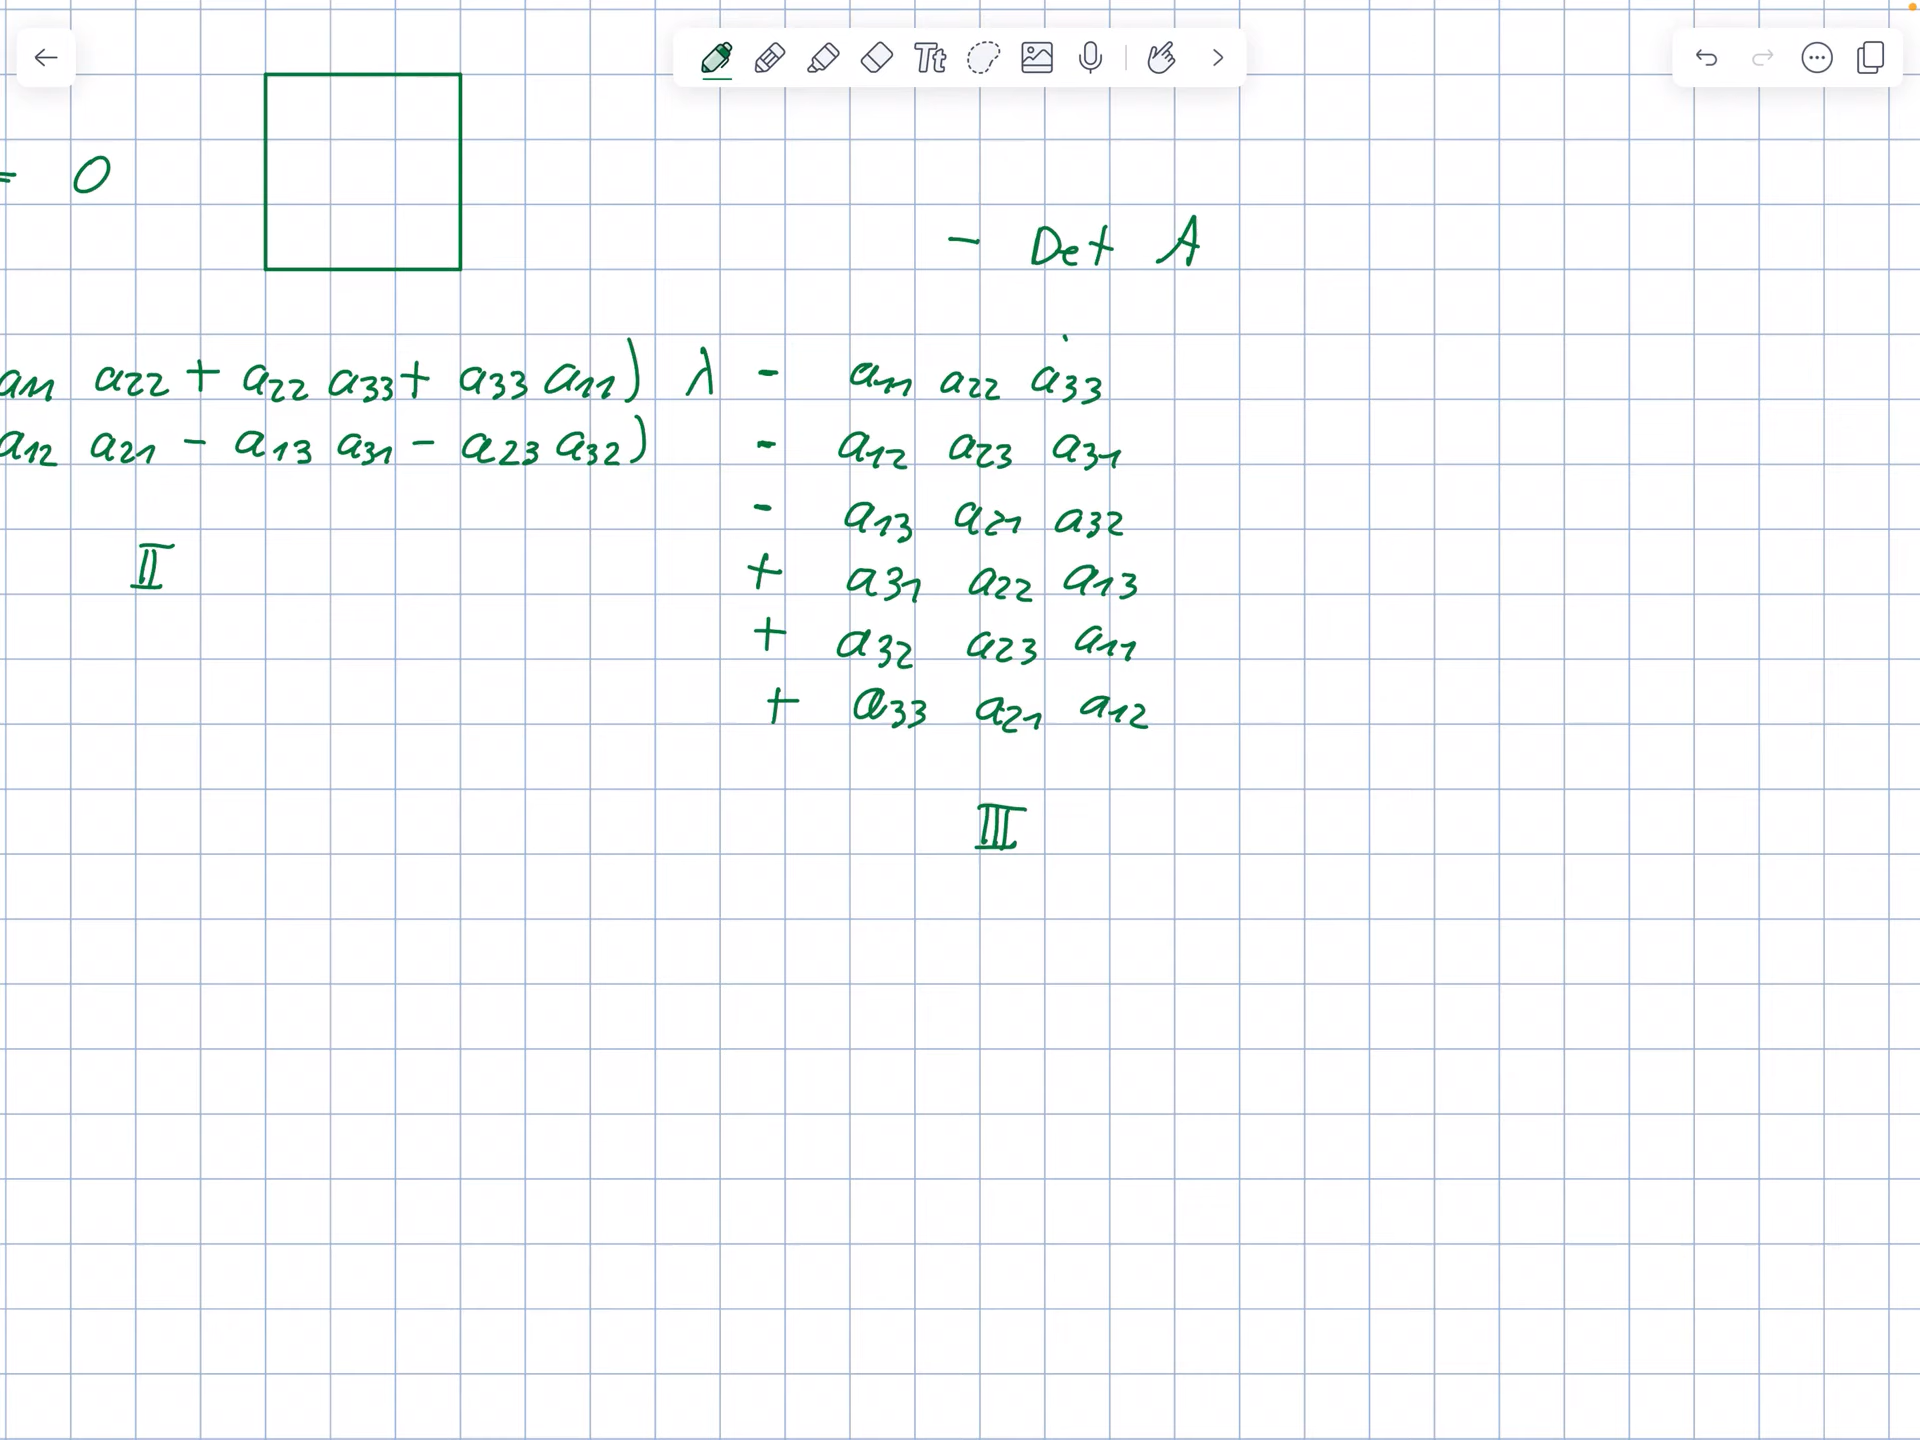 = 0
- Det A
a11 a22 + a22 a33 + a33 a11) λ - a11 a22 a33
a12 a21 - a13 a31 - a23 a32) - a12 a23 a31
- a13 a21 a32
II + a31 a22 a13
+ a32 a23 a11
+ a33 a21 a12
III